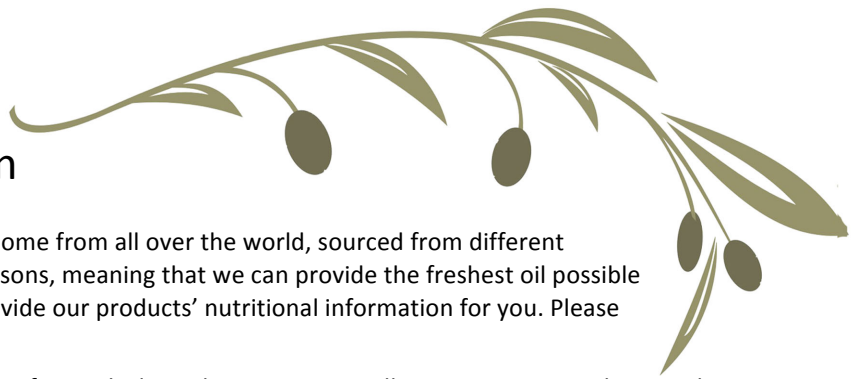 n
ome from all over the world, sourced from different
sons, meaning that we can provide the freshest oil possible
vide our products’ nutritional information for you. Please